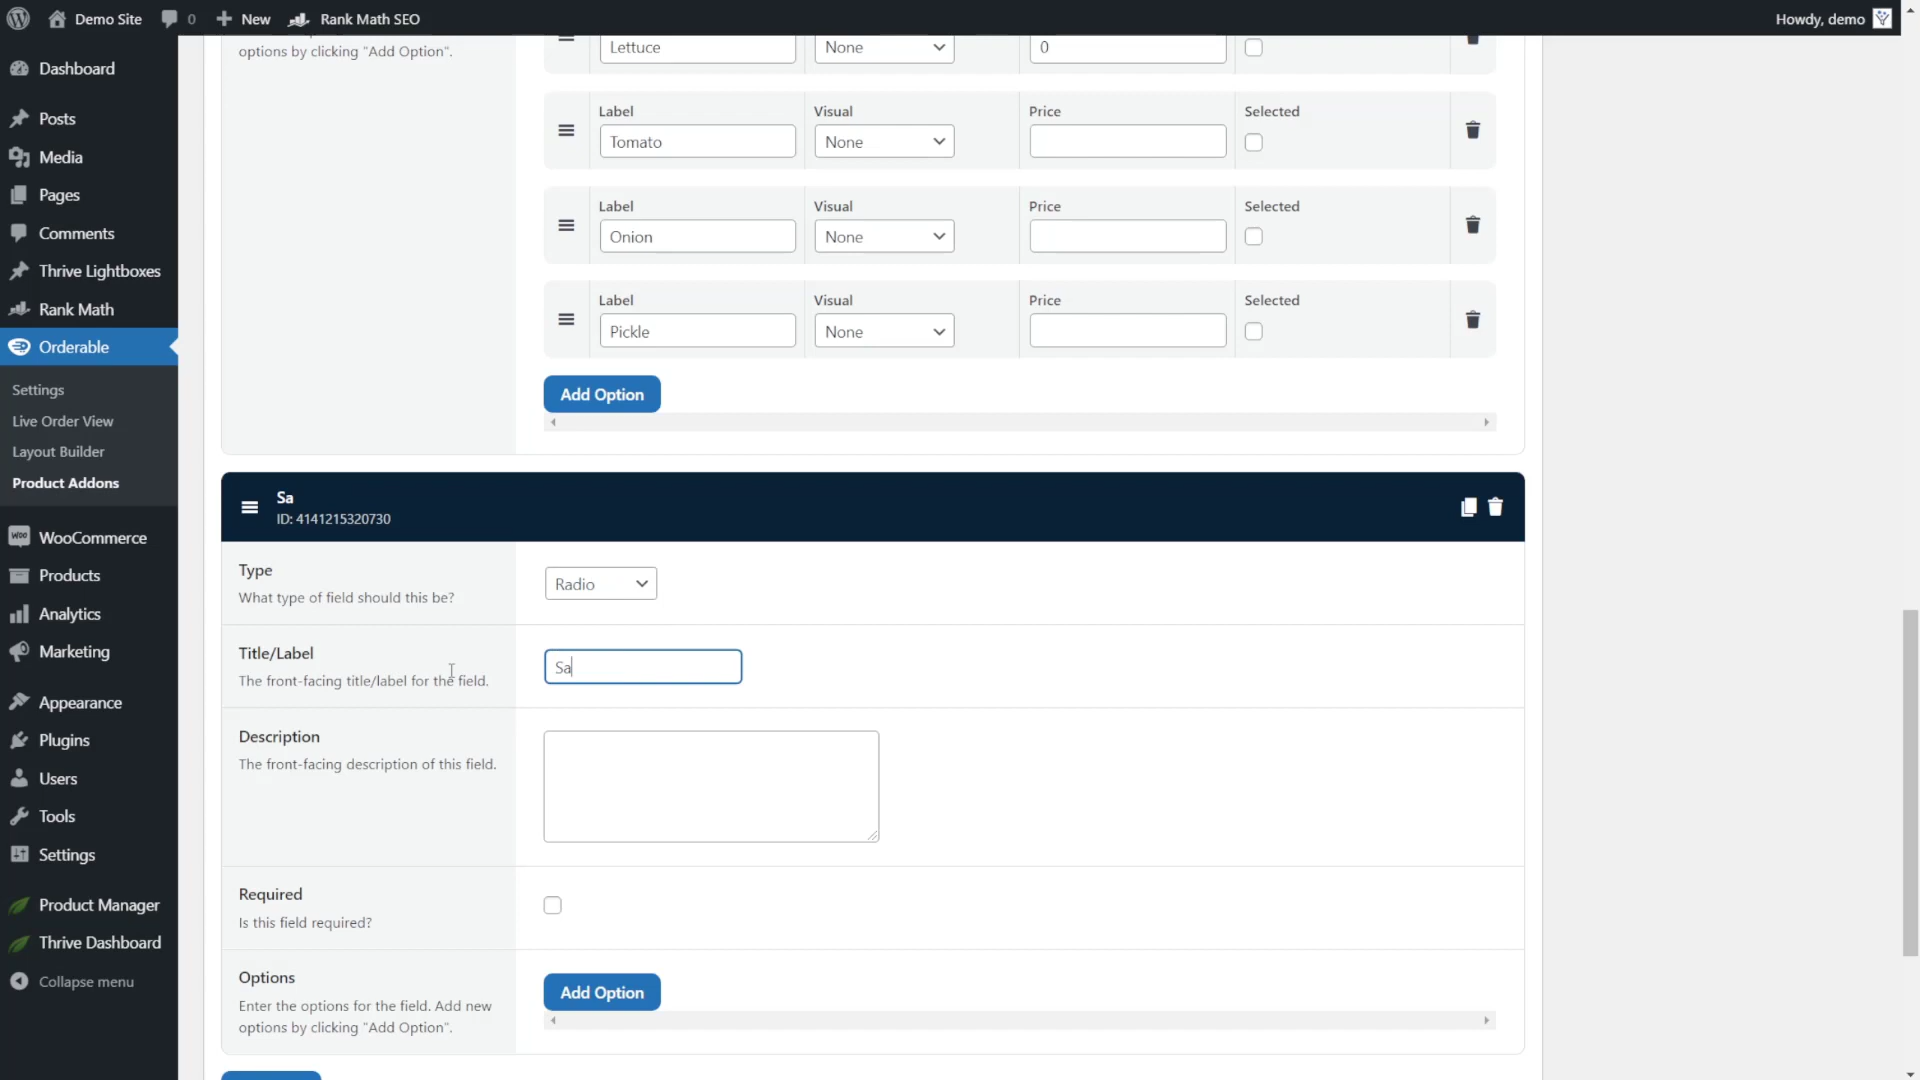 Demo Site
0
New
Rank Math SEO
Howdy, demo
Dashboard
Posts
Media
Pages
Comments
Thrive Lightboxes
Rank Math
Orderable
Settings
Live Order View
Layout Builder
Product Addons
WooCommerce
Products
Analytics
Marketing
Appearance
Plugins
Users
Tools
Settings
Product Manager
Thrive Dashboard
Collapse menu
options by clicking "Add Option".
Lettuce
None
0
Label
Visual
Price
Selected
Tomato
None
Label
Visual
Price
Selected
Onion
None
Label
Visual
Price
Selected
Pickle
None
Add Option
Sa
ID: 4141215320730
Type
What type of field should this be?
Radio
Title/Label
The front-facing title/label for the field.
Sa
Description
The front-facing description of this field.
Required
Is this field required?
Options
Enter the options for the field. Add new
options by clicking "Add Option".
Add Option